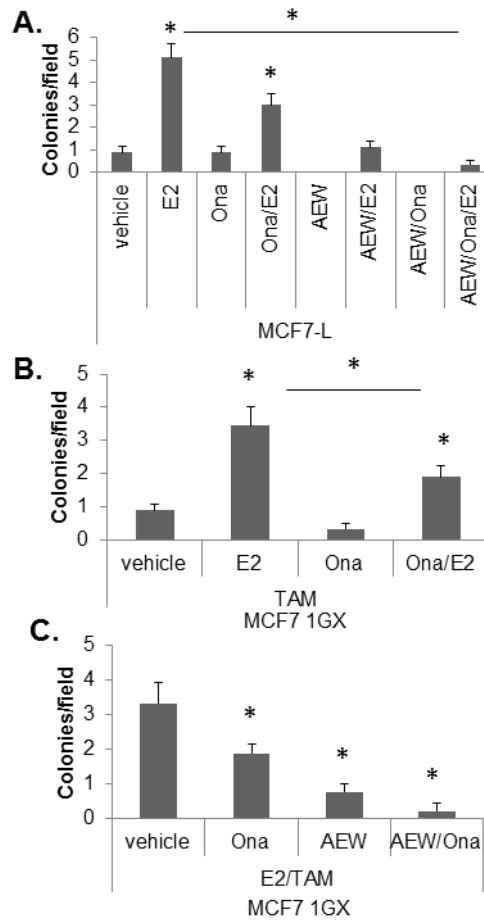 A.
*
*
*
Colonies/field
6
5
4
3
2
1
0
vehicle
E2
Ona
Ona/E2
AEW
AEW/E2
AEW/Ona
AEW/Ona/E2
MCF7-L
B.
*
*
*
Colonies/field
5
4
3
2
1
0
vehicle E2 Ona Ona/E2
TAM
MCF7 1GX
C.
*
*
*
Colonies/field
5
4
3
2
1
0
vehicle Ona AEW AEW/Ona
E2/TAM
MCF7 1GX